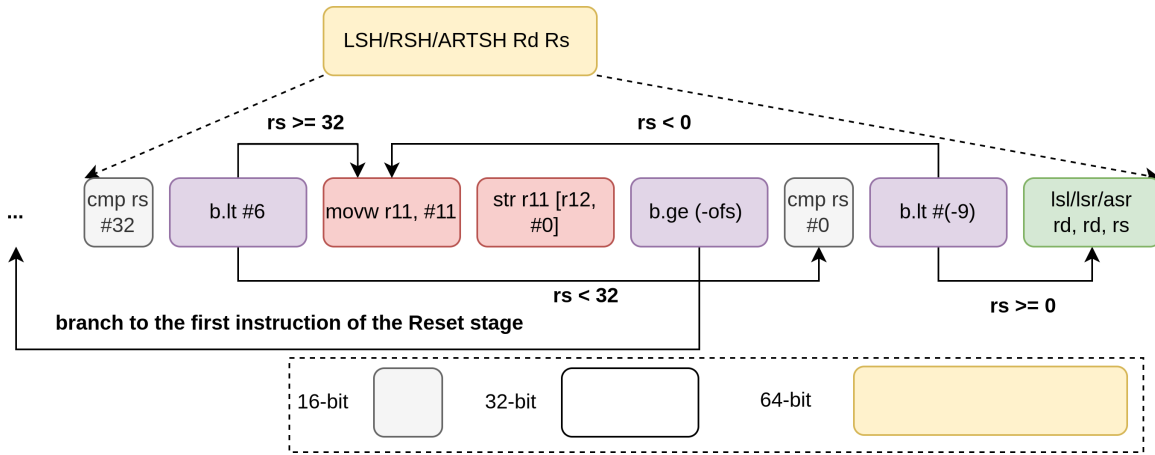 LSH/RSH/ARTSH Rd Rs
rs >= 32
rs < 0
...
cmp rs
#32
b.lt #6
movw r11, #11
str r11 [r12,
#0]
b.ge (-ofs)
cmp rs
#0
b.lt #(-9)
lsl/lsr/asr
rd, rd, rs
rs < 32
rs >= 0
branch to the first instruction of the Reset stage
16-bit
32-bit
64-bit